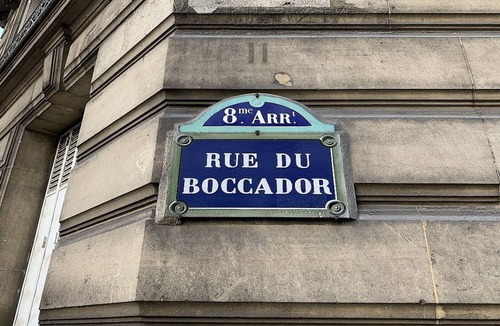 11
8me. ARRt
RUE DU
BOCCADOR